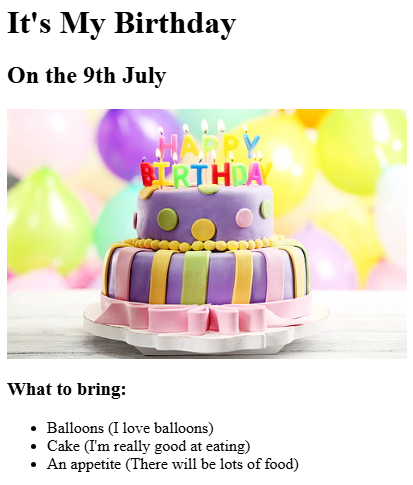 It's My Birthday
On the 9th July
HAPPY
BIRTHDAY
What to bring:
Balloons (I love balloons)
Cake (I'm really good at eating)
An appetite (There will be lots of food)